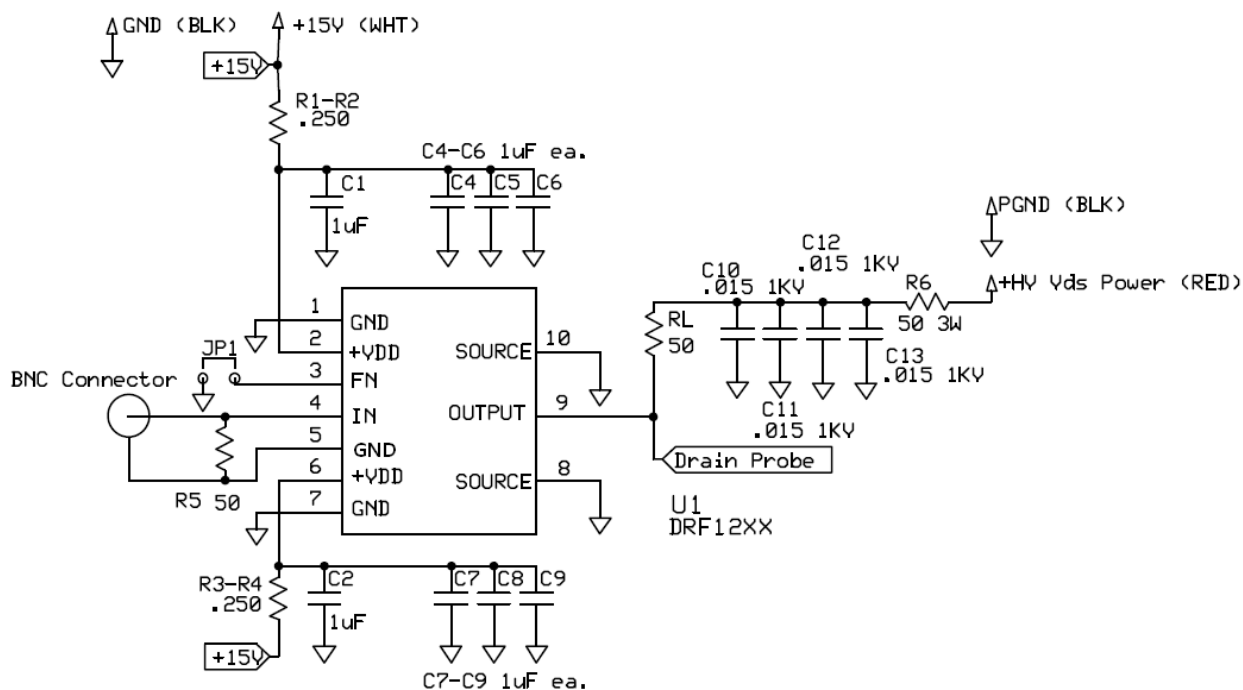 GND (BLK)
+15V (WHT)
+15V
R1-R2
.250
C4-C6 1uF ea.
C1
1uF
C4
C5
C6
PGND (BLK)
C12
.015 1KV
C10
.015 1KV
R6
50 3W
+HV Vds Power (RED)
RL
50
C13
.015 1KV
C11
.015 1KV
1
GND
2
+VDD
JP1
3
FN
BNC Connector
4
IN
5
GND
6
+VDD
7
GND
R5 50
SOURCE
10
OUTPUT
9
SOURCE
8
Drain Probe
U1
DRF12XX
R3-R4
.250
+15V
C2
1uF
C7
C8
C9
C7-C9 1uF ea.